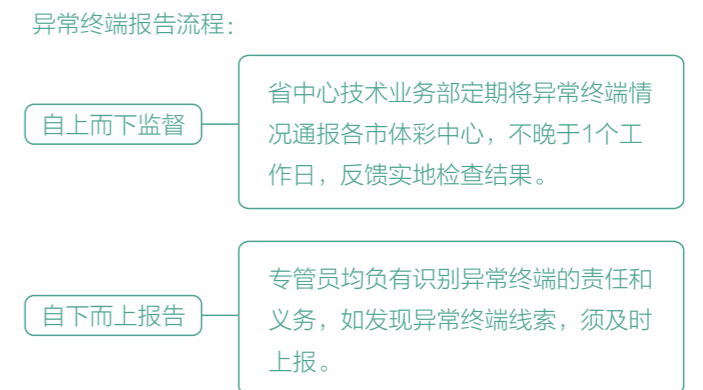 异常终端报告流程:
自上而下监督
省中心技术业务部定期将异常终端情
况通报各市体彩中心，不晚于1个工
作日，反馈实地检查结果。
自下而上报告
专管员均负有识别异常终端的责任和
义务，如发现异常终端线索，须及时
上报。